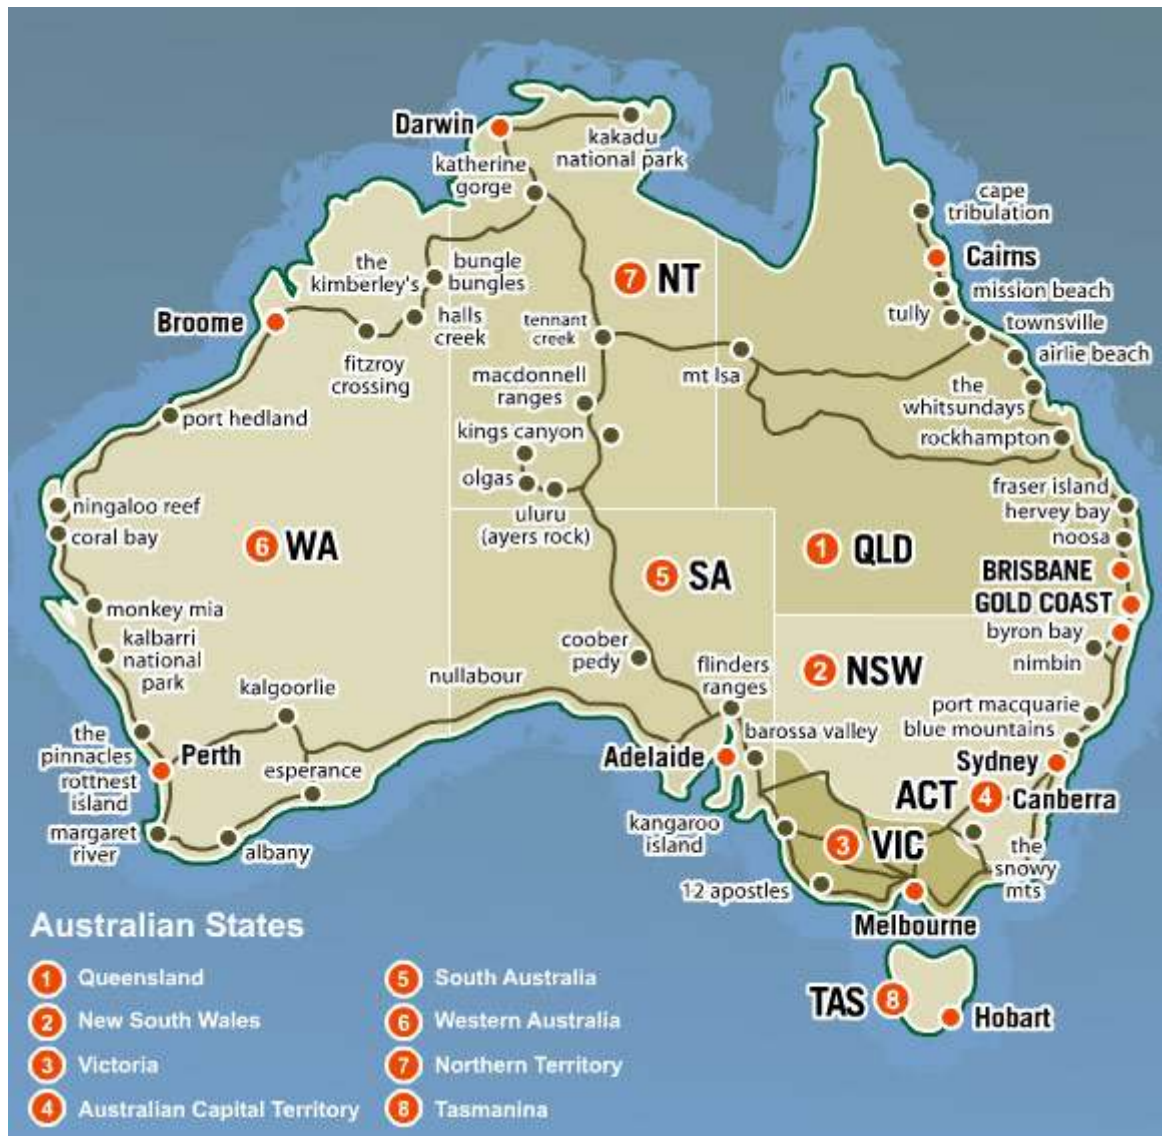 Darwin
kakadu
national park
katherine
gorge
cape
tribulation
Cairns
the
kimberley's
bungle
bungles
7 NT
mission beach
Broome
halls
creek
tennant
creek
tully
townsville
fitzroy
crossing
airlie beach
macdonnell
ranges
mt Isa
the
whitsundays
port hedland
kings canyon
rockhampton
olgas
fraser island
ningaloo reef
uluru
(ayers rock)
hervey bay
coral bay
noosa
6 WA
1 QLD
5 SA
BRISBANE
GOLD COAST
monkey mia
byron bay
kalbarri
national
park
coober
pedy
nimbin
flinders
ranges
2 NSW
nullabour
kalgoorlie
port macquarie
the
pinnacles
barossa valley
blue mountains
Perth
Adelaide
Sydney
rottnest
island
esperance
ACT 4 Canberra
margaret
river
kangaroo
island
albany
3 VIC
the
snowy
mts
12 apostles
Melbourne
TAS 8
Hobart
Australian States
1 Queensland
2 New South Wales
3 Victoria
4 Australian Capital Territory
5 South Australia
6 Western Australia
7 Northern Territory
8 Tasmanina